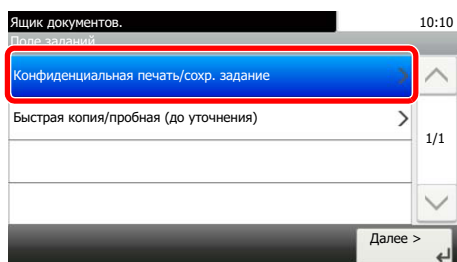 Ящик документов.
10:10
Поле заданий
Конфиденциальная печать/сохр. задание
Быстрая копия/пробная (до уточнения)
1/1
Далее >